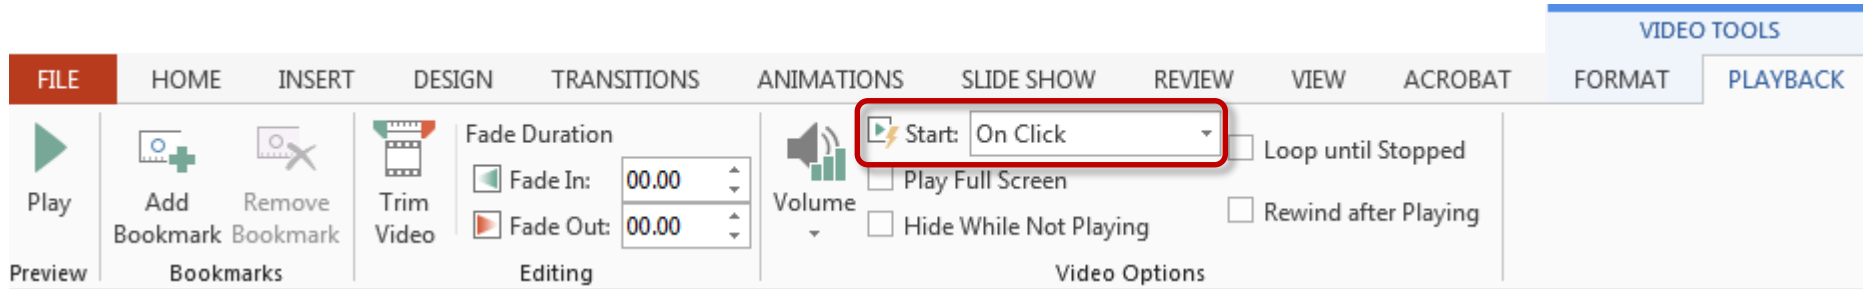 VIDEO TOOLS
FILE HOME INSERT DESIGN TRANSITIONS ANIMATIONS SLIDE SHOW REVIEW VIEW ACROBAT FORMAT PLAYBACK
Play
Add
Bookmark
Remove
Bookmark
Trim
Video
Fade Duration
Fade In: 00.00
Fade Out: 00.00
Volume
Start: On Click
Play Full Screen
Hide While Not Playing
Loop until Stopped
Rewind after Playing
Preview
Bookmarks
Editing
Video Options